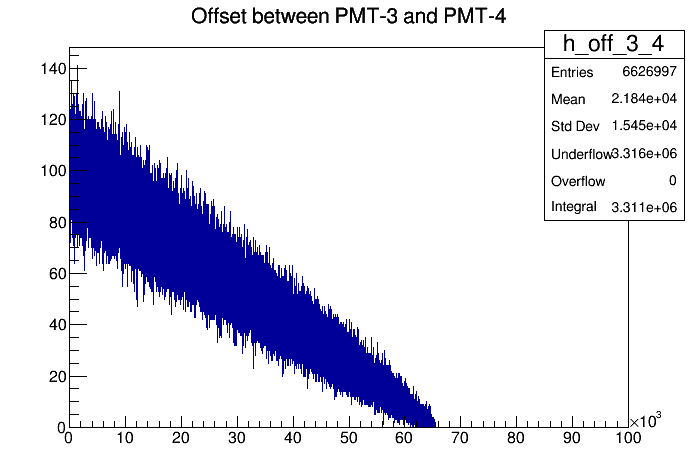 Offset between PMT-3 and PMT-4
h_off_3_4
Entries 6626997
Mean 2.184e+04
Std Dev 1.545e+04
Underflow 3.316e+06
Overflow 0
Integral 3.311e+06
140
120
100
80
60
40
20
0
0 10 20 30 40 50 60 70 80 90 100
×10³